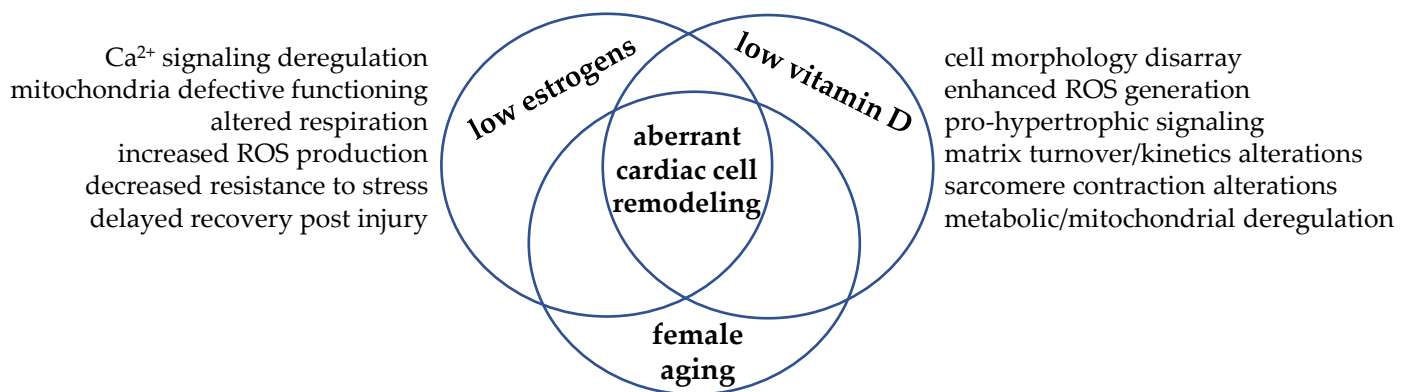 Ca²⁺ signaling deregulation
mitochondria defective functioning
altered respiration
increased ROS production
decreased resistance to stress
delayed recovery post injury
low estrogens
low vitamin D
aberrant
cardiac cell
remodeling
female
aging
cell morphology disarray
enhanced ROS generation
pro-hypertrophic signaling
matrix turnover/kinetics alterations
sarcomere contraction alterations
metabolic/mitochondrial deregulation